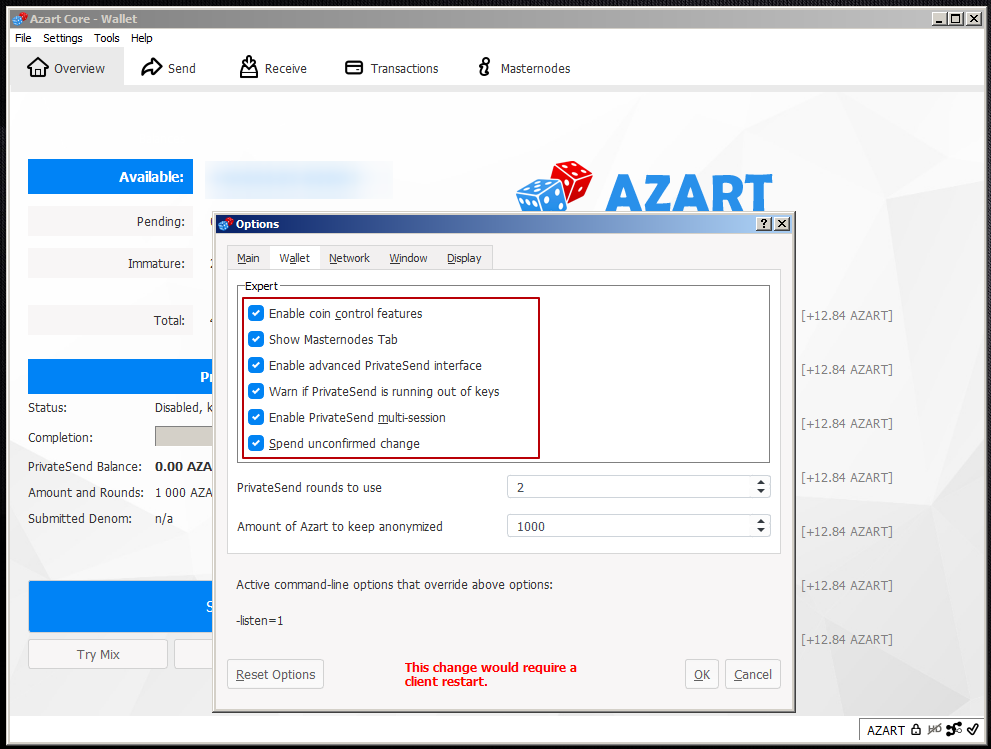 Azart Core - Wallet
File Settings Tools Help
Overview Send Receive Transactions Masternodes
Available:
AZART
Pending:
Immature:
Total:
Status: Disabled,
Completion:
PrivateSend Balance: 0.00
Amount and Rounds: 1 000
Submitted Denom: n/a
Try Mix
Options
Main Wallet Network Window Display
Expert
Enable coin control features
Show Masternodes Tab
Enable advanced PrivateSend interface
Warn if PrivateSend is running out of keys
Enable PrivateSend multi-session
Spend unconfirmed change
PrivateSend rounds to use 2
Amount of Azart to keep anonymized 1000
Active command-line options that override above options:
-listen=1
Reset Options
This change would require a
client restart.
OK Cancel
[+12.84 AZART]
[+12.84 AZART]
[+12.84 AZART]
[+12.84 AZART]
[+12.84 AZART]
[+12.84 AZART]
[+12.84 AZART]
AZART HD